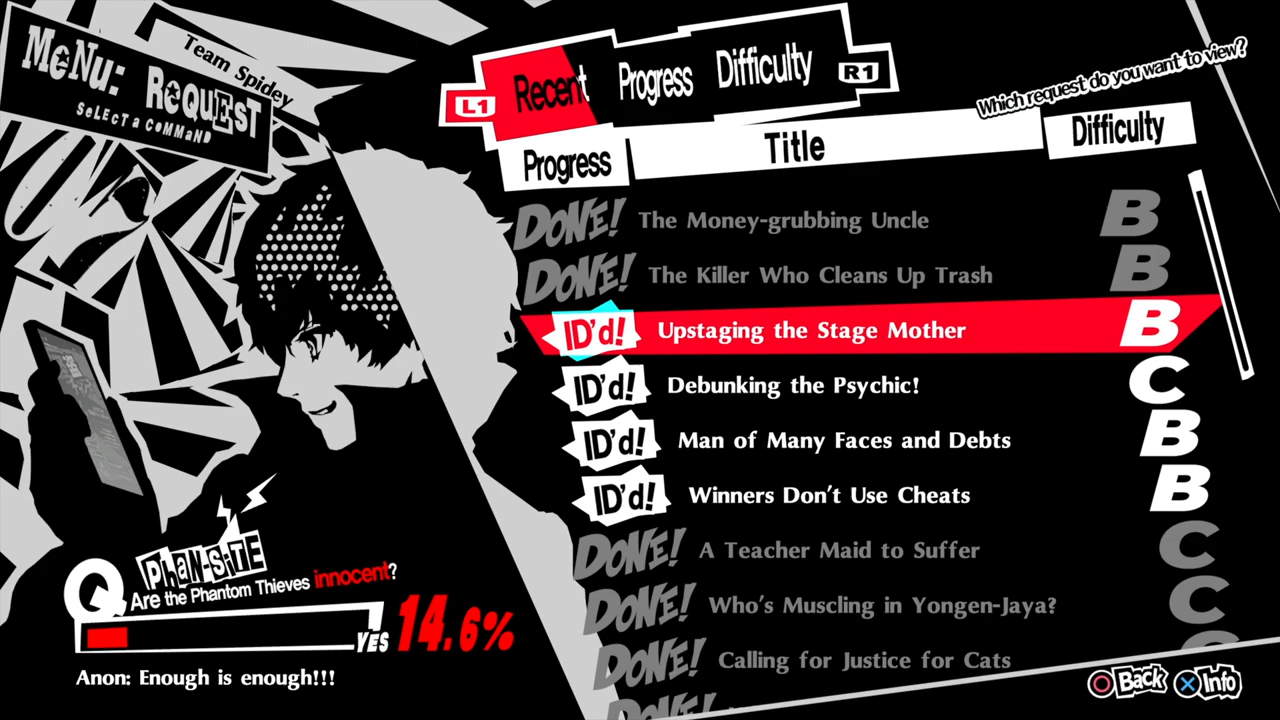 MeNu: ReQuEST
SeLEcT a CoMMaND
Team Spidey
L1 Recent Progress Difficulty R1
Which request do you want to view?
Progress Title Difficulty
DONE! The Money-grubbing Uncle B
DONE! The Killer Who Cleans Up Trash B
ID'd! Upstaging the Stage Mother B
ID'd! Debunking the Psychic! C
ID'd! Man of Many Faces and Debts B
ID'd! Winners Don't Use Cheats B
DONE! A Teacher Maid to Suffer C
DONE! Who's Muscling in Yongen-Jaya? C
DONE! Calling for Justice for Cats
DONE!
PhaN-SiTE
Q Are the Phantom Thieves innocent?
YES 14.6%
Anon: Enough is enough!!!
Back Info